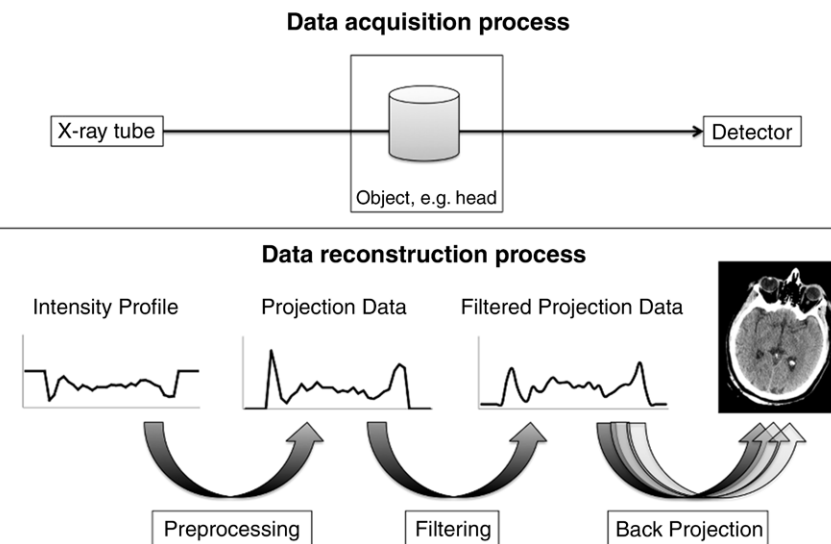 Data acquisition process
X-ray tube
Detector
Object, e.g. head
Data reconstruction process
Intensity Profile
Projection Data
Filtered Projection Data
Preprocessing
Filtering
Back Projection